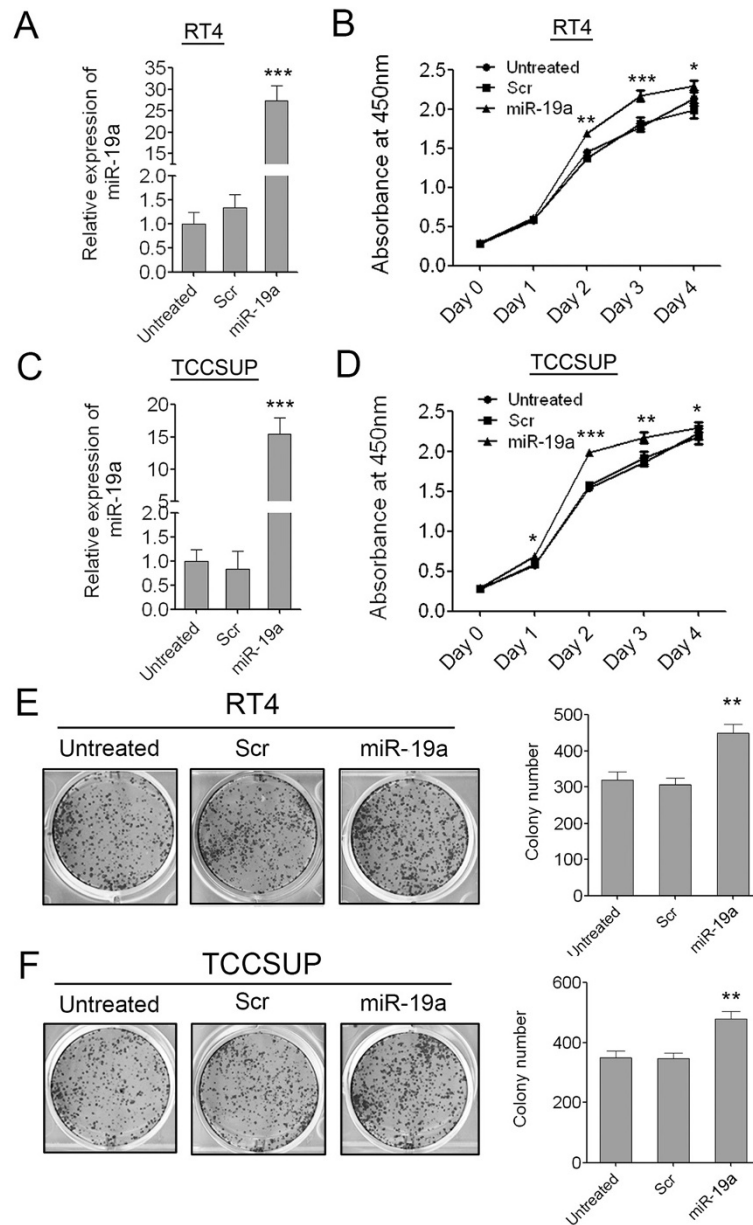 A
RT4
Relative expression of
miR-19a
35
30
25
20
15
10
2.0
1.5
1.0
0.5
0.0
***
Untreated
Scr
miR-19a
B
RT4
Untreated
Scr
miR-19a
Absorbance at 450nm
2.5
2.0
1.5
1.0
0.5
0.0
**
***
*
Day 0
Day 1
Day 2
Day 3
Day 4
C
TCCSUP
Relative expression of
miR-19a
20
15
10
5
2.0
1.5
1.0
0.5
0.0
***
Untreated
Scr
miR-19a
D
TCCSUP
Untreated
Scr
miR-19a
Absorbance at 450nm
2.5
2.0
1.5
1.0
0.5
0.0
*
***
**
*
Day 0
Day 1
Day 2
Day 3
Day 4
E
RT4
Untreated Scr miR-19a
Colony number
500
400
300
200
100
0
**
Untreated
Scr
miR-19a
F
TCCSUP
Untreated Scr miR-19a
Colony number
600
400
200
0
**
Untreated
Scr
miR-19a